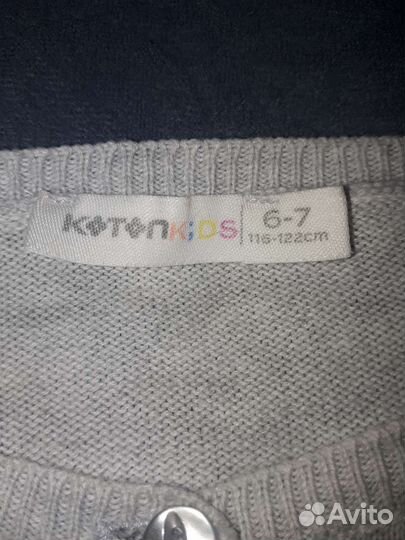 KOTONKiDS
6-7
116-122cm
Avito